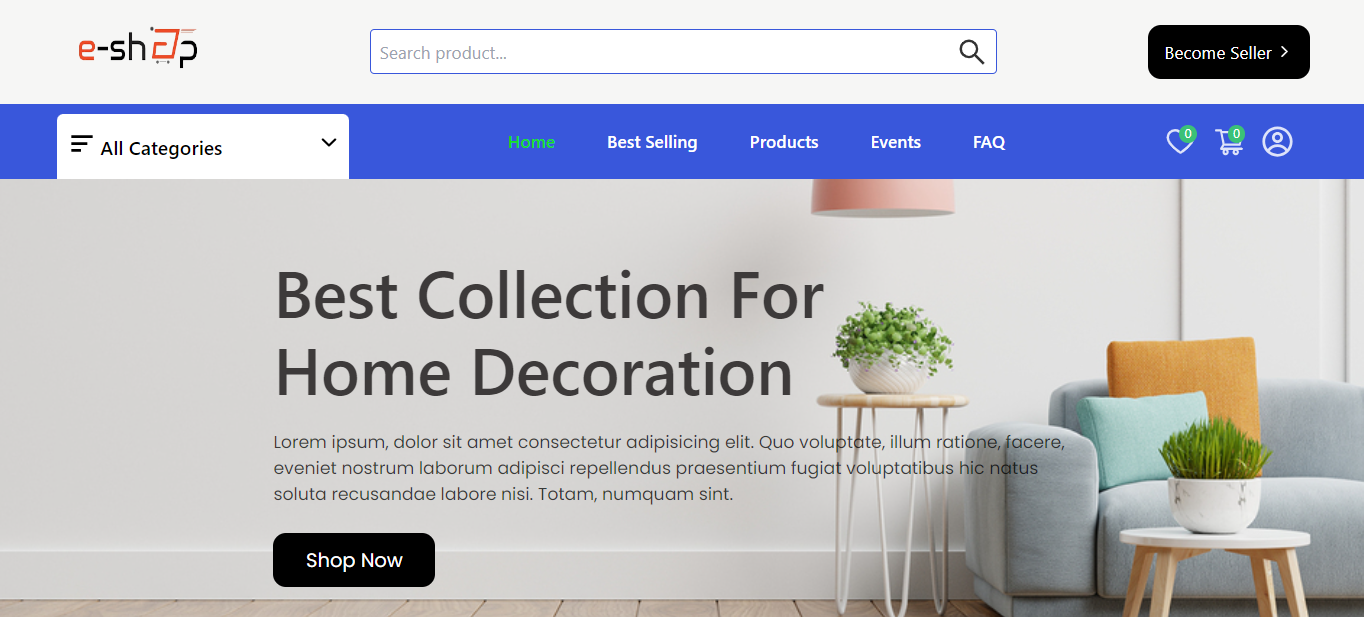 e-shop
Search product...
Become Seller
All Categories
Home
Best Selling
Products
Events
FAQ
0
0
Best Collection For
Home Decoration
Lorem ipsum, dolor sit amet consectetur adipisicing elit. Quo voluptate, illum ratione, facere,
eveniet nostrum laborum adipisci repellendus praesentium fugiat voluptatibus hic natus
soluta recusandae labore nisi. Totam, numquam sint.
Shop Now